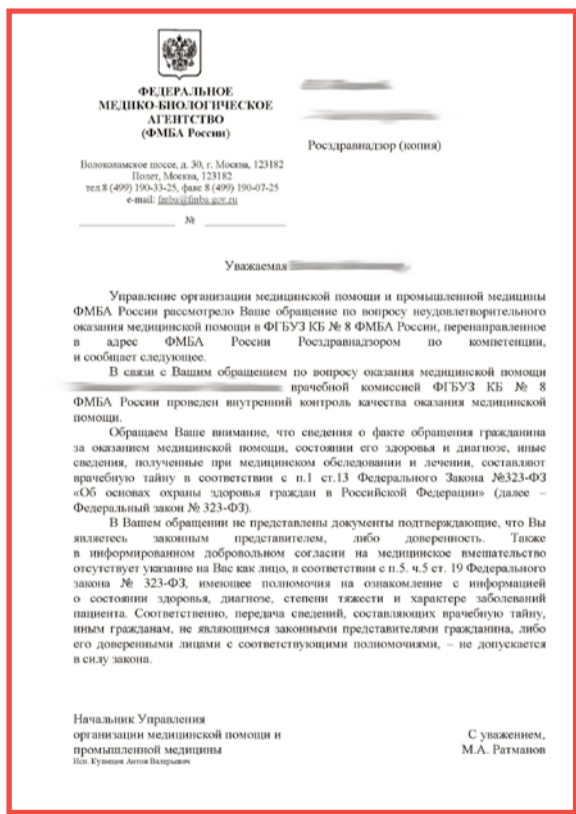 ФЕДЕРАЛЬНОЕ
МЕДИКО-БИОЛОГИЧЕСКОЕ
АГЕНТСТВО
(ФМБА России)
Волоколамское шоссе, д. 30, г. Москва, 123182
Полет, Москва, 123182
тел.8 (499) 190-33-25, факс 8 (499) 190-07-25
e-mail: fmba@fmba.gov.ru
№
Росздравнадзор (копия)
Уважаемая
Управление организации медицинской помощи и промышленной медицины
ФМБА России рассмотрело Ваше обращение по вопросу неудовлетворительного
оказания медицинской помощи в ФГБУЗ КБ № 8 ФМБА России, перенаправленное
в адрес ФМБА России Росздравнадзором по компетенции,
и сообщает следующее.
В связи с Вашим обращением по вопросу оказания медицинской помощи
врачебной комиссией ФГБУЗ КБ № 8
ФМБА России проведен внутренний контроль качества оказания медицинской
помощи.
Обращаем Ваше внимание, что сведения о факте обращения гражданина
за оказанием медицинской помощи, состоянии его здоровья и диагнозе, иные
сведения, полученные при медицинском обследовании и лечении, составляют
врачебную тайну в соответствии с п.1 ст.13 Федерального Закона №323-ФЗ
«Об основах охраны здоровья граждан в Российской Федерации» (далее –
Федеральный закон № 323-ФЗ).
В Вашем обращении не представлены документы подтверждающие, что Вы
являетесь законным представителем, либо доверенность. Также
в информированном добровольном согласии на медицинское вмешательство
отсутствует указание на Вас как лицо, в соответствии с п.5. ч.5 ст. 19 Федерального
закона № 323-ФЗ, имеющее полномочия на ознакомление с информацией
о состоянии здоровья, диагнозе, степени тяжести и характере заболеваний
пациента. Соответственно, передача сведений, составляющих врачебную тайну,
иным гражданам, не являющимся законными представителями гражданина, либо
его доверенными лицами с соответствующими полномочиями, – не допускается
в силу закона.
Начальник Управления
организации медицинской помощи и
промышленной медицины
Исп. Кузнецов Антон Валерьевич
С уважением,
М.А. Ратманов